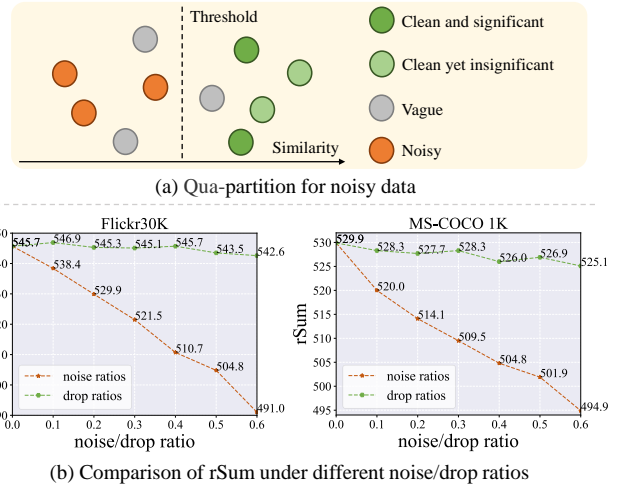 Threshold
Similarity
Clean and significant
Clean yet insignificant
Vague
Noisy
(a) Qua-partition for noisy data
Flickr30K
545.7 546.9 545.3 545.1 545.7 543.5 542.6
538.4 529.9 521.5 510.7 504.8 491.0
noise ratios
drop ratios
0.0 0.1 0.2 0.3 0.4 0.5 0.6
noise/drop ratio
MS-COCO 1K
rSum
530
525
520
515
510
505
500
495
529.9 528.3 527.7 528.3 526.0 526.9 525.1
520.0 514.1 509.5 504.8 501.9 494.9
noise ratios
drop ratios
0.0 0.1 0.2 0.3 0.4 0.5 0.6
noise/drop ratio
(b) Comparison of rSum under different noise/drop ratios